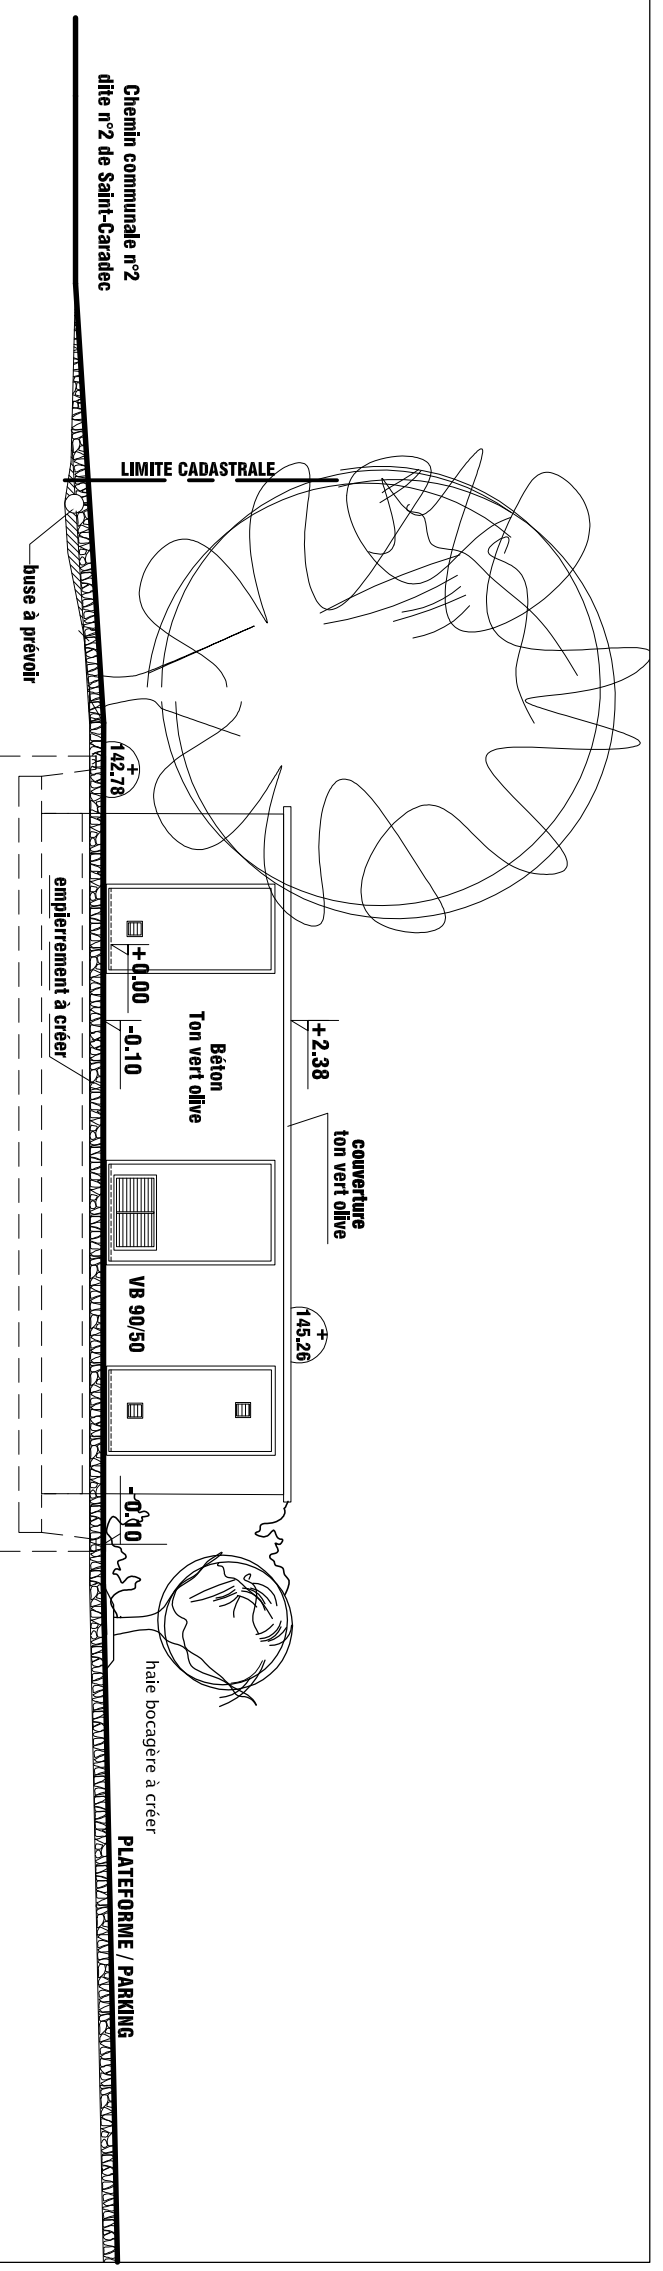 Chemin communale n°2
dite n°2 de Saint-Caradec
LIMITE CADASTRALE
buse à prévoir
+
142.78
empierrement à créer
+0.00
-0.10
Béton
Ton vert olive
+2.38
couverture
ton vert olive
VB 90/50
+
145.26
-0.10
haie bocagère à créer
PLATEFORME / PARKING